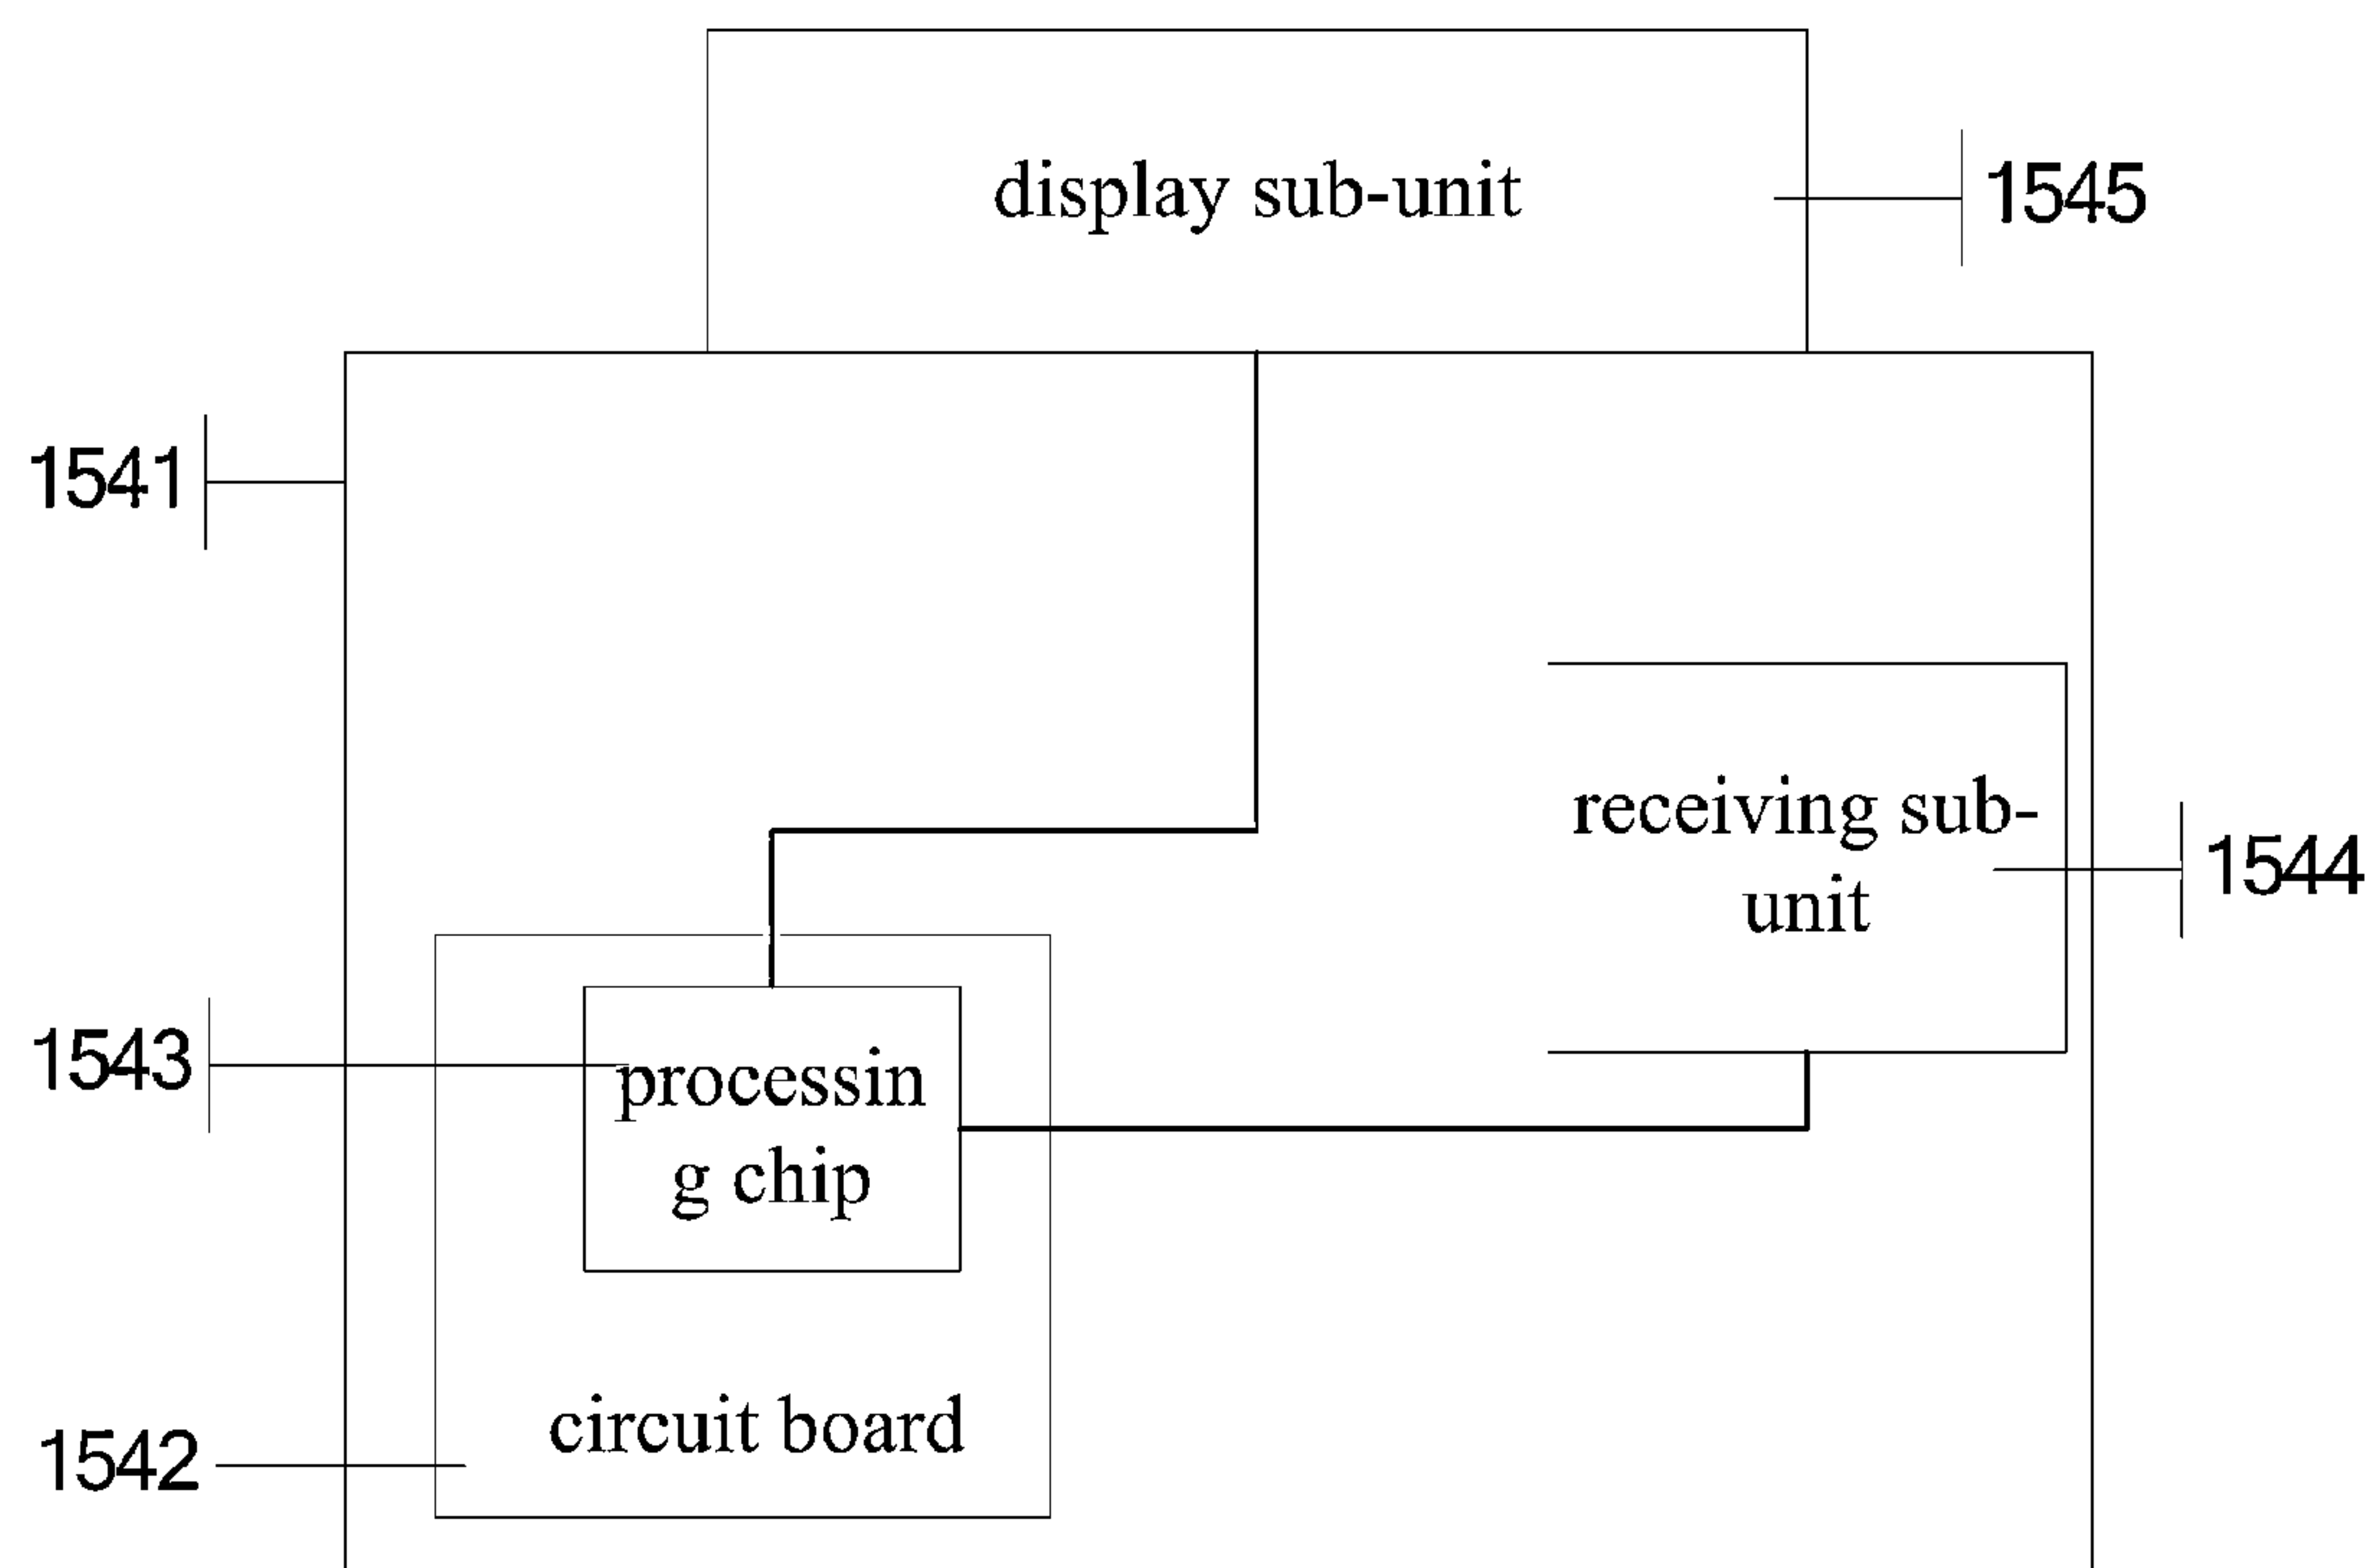 display sub-unit
1545
1541
receiving sub-
unit
1544
1543
processin
g chip
circuit board
1542